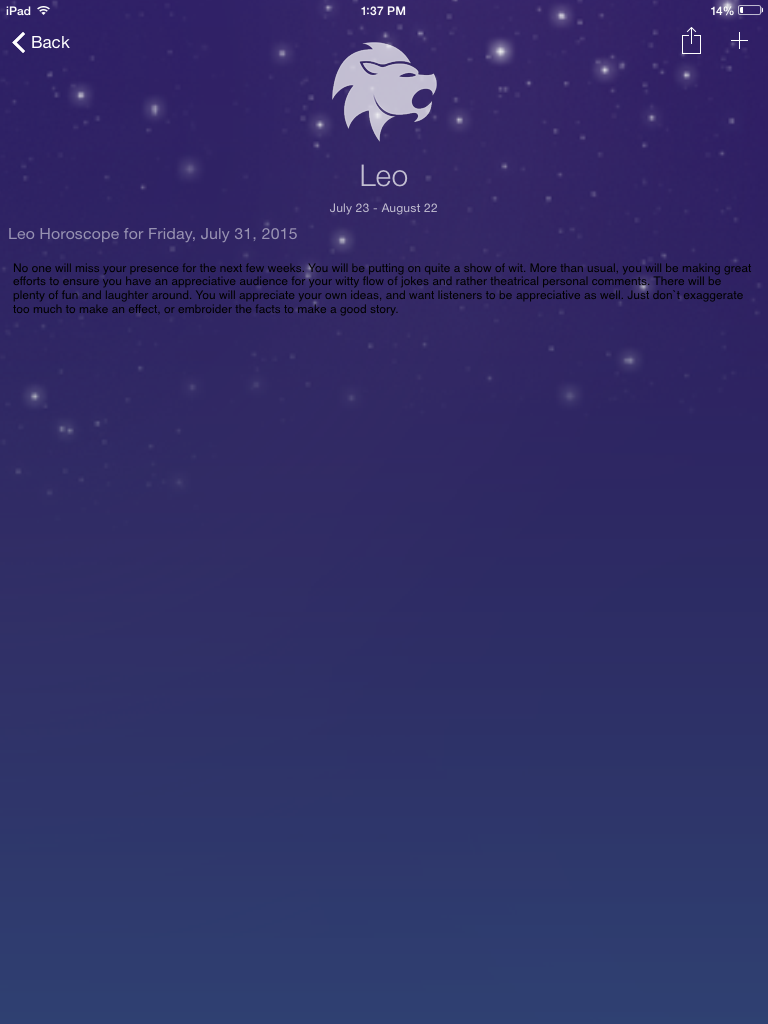 iPad 1:37 PM 14%
Back
Leo
July 23 - August 22
Leo Horoscope for Friday, July 31, 2015
No one will miss your presence for the next few weeks. You will be putting on quite a show of wit. More than usual, you will be making great
efforts to ensure you have an appreciative audience for your witty flow of jokes and rather theatrical personal comments. There will be
plenty of fun and laughter around. You will appreciate your own ideas, and want listeners to be appreciative as well. Just don`t exaggerate
too much to make an effect, or embroider the facts to make a good story.